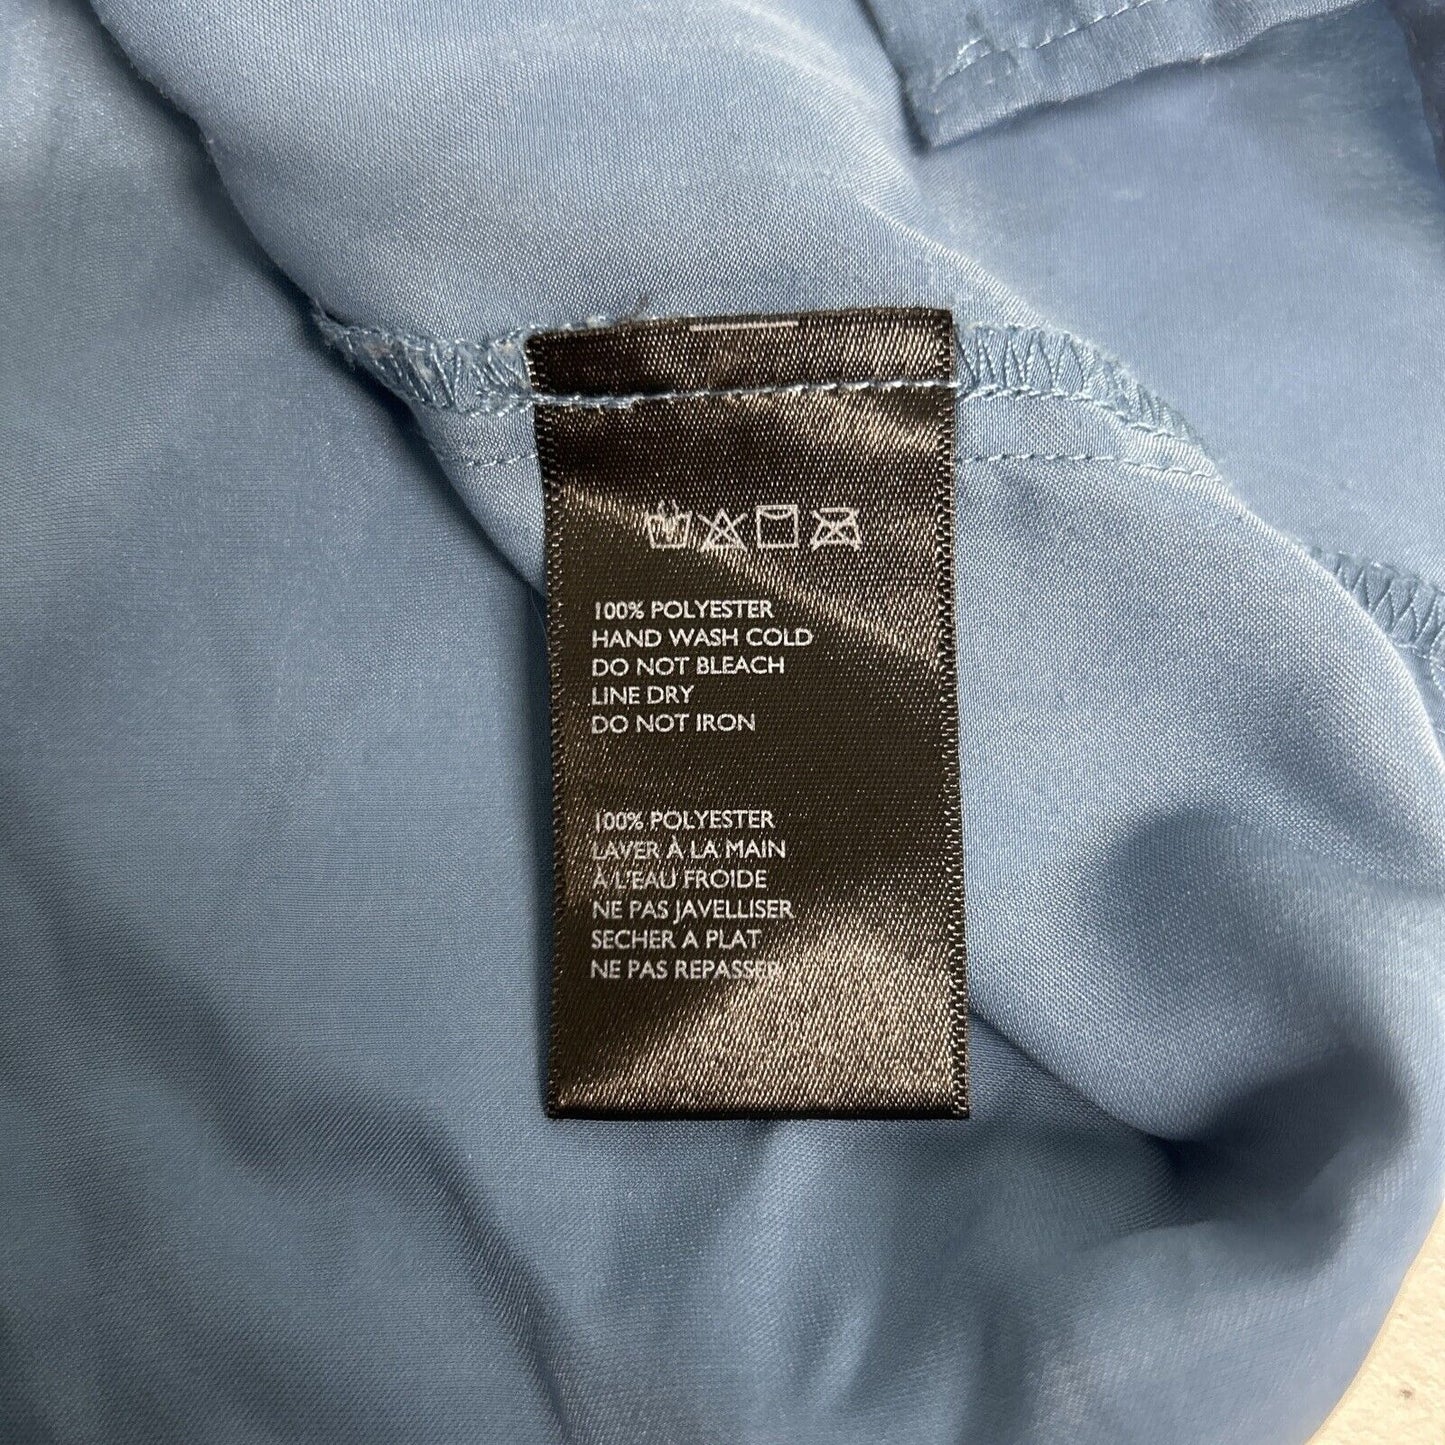 100% POLYESTER
HAND WASH COLD
DO NOT BLEACH
LINE DRY
DO NOT IRON
100% POLYESTER
LAVER À LA MAIN
À L'EAU FROIDE
NE PAS JAVELLISER
SECHER A PLAT
NE PAS REPASSER